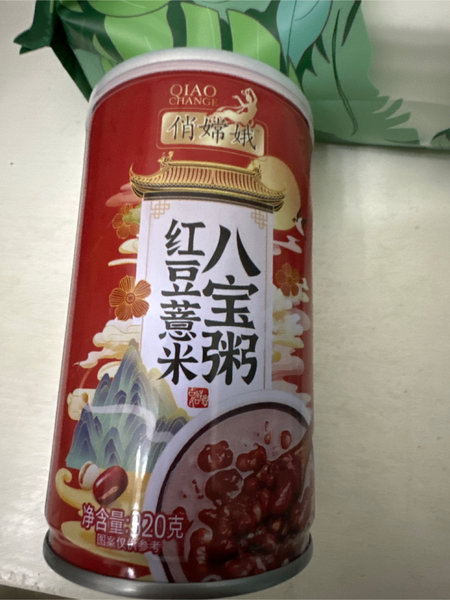 QIAO
CHANGE
俏嫦娥
八宝粥
红豆薏米
净含量:320克
图案仅供参考